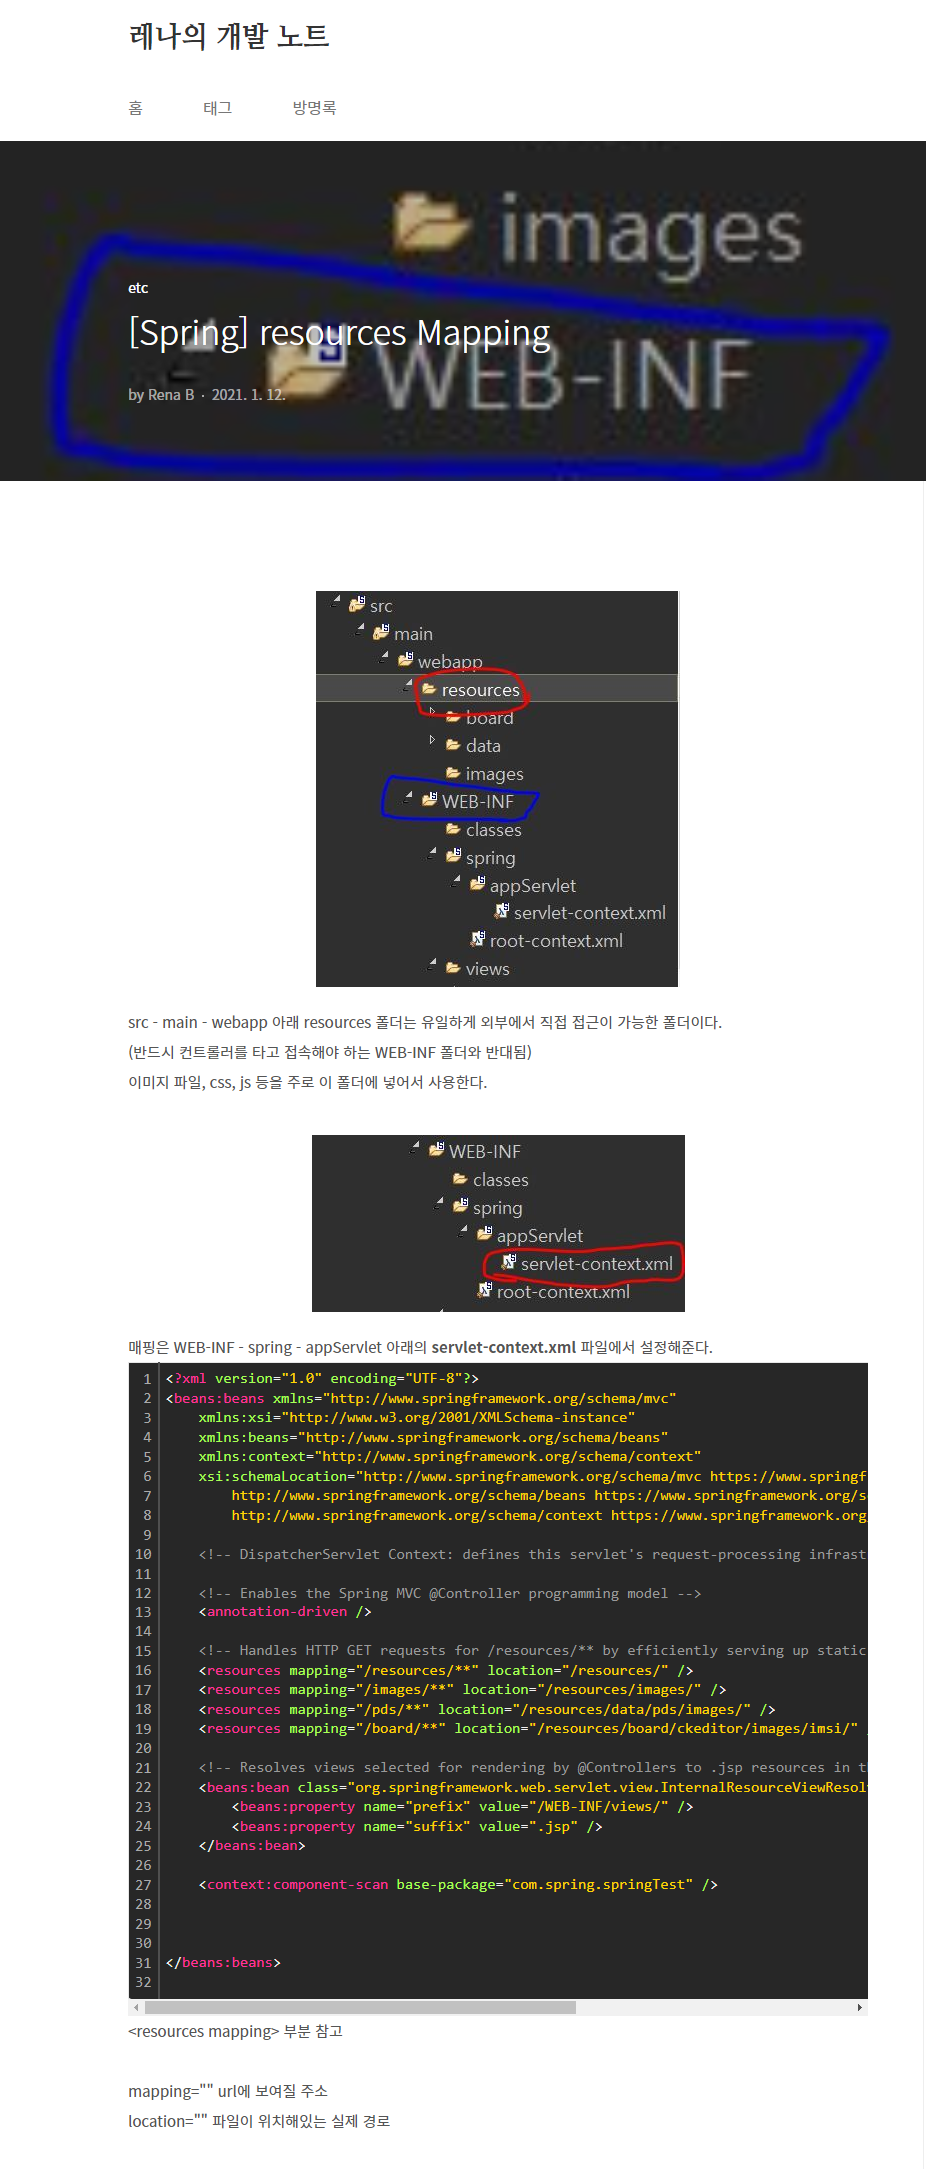 레나의 개발 노트
홈 태그 방명록
images
WEB-INF
etc
[Spring] resources Mapping
by Rena B · 2021. 1. 12.
src
main
webapp
resources
board
data
images
WEB-INF
classes
spring
appServlet
servlet-context.xml
root-context.xml
views
src - main - webapp 아래 resources 폴더는 유일하게 외부에서 직접 접근이 가능한 폴더이다.
(반드시 컨트롤러를 타고 접속해야 하는 WEB-INF 폴더와 반대됨)
이미지 파일, css, js 등을 주로 이 폴더에 넣어서 사용한다.
WEB-INF
classes
spring
appServlet
servlet-context.xml
root-context.xml
매핑은 WEB-INF - spring - appServlet 아래의 servlet-context.xml 파일에서 설정해준다.
1 <?xml version="1.0" encoding="UTF-8"?>
2 <beans:beans xmlns="http://www.springframework.org/schema/mvc"
3 xmlns:xsi="http://www.w3.org/2001/XMLSchema-instance"
4 xmlns:beans="http://www.springframework.org/schema/beans"
5 xmlns:context="http://www.springframework.org/schema/context"
6 xsi:schemaLocation="http://www.springframework.org/schema/mvc https://www.springf
7 http://www.springframework.org/schema/beans https://www.springframework.org/s
8 http://www.springframework.org/schema/context https://www.springframework.org
9
10 <!-- DispatcherServlet Context: defines this servlet's request-processing infrast
11
12 <!-- Enables the Spring MVC @Controller programming model -->
13 <annotation-driven />
14
15 <!-- Handles HTTP GET requests for /resources/** by efficiently serving up static
16 <resources mapping="/resources/**" location="/resources/" />
17 <resources mapping="/images/**" location="/resources/images/" />
18 <resources mapping="/pds/**" location="/resources/data/pds/images/" />
19 <resources mapping="/board/**" location="/resources/board/ckeditor/images/imsi/" /
20
21 <!-- Resolves views selected for rendering by @Controllers to .jsp resources in th
22 <beans:bean class="org.springframework.web.servlet.view.InternalResourceViewResol
23 <beans:property name="prefix" value="/WEB-INF/views/" />
24 <beans:property name="suffix" value=".jsp" />
25 </beans:bean>
26
27 <context:component-scan base-package="com.spring.springTest" />
28
29
30
31 </beans:beans>
32
<resources mapping> 부분 참고
mapping="" url에 보여질 주소
location="" 파일이 위치해있는 실제 경로